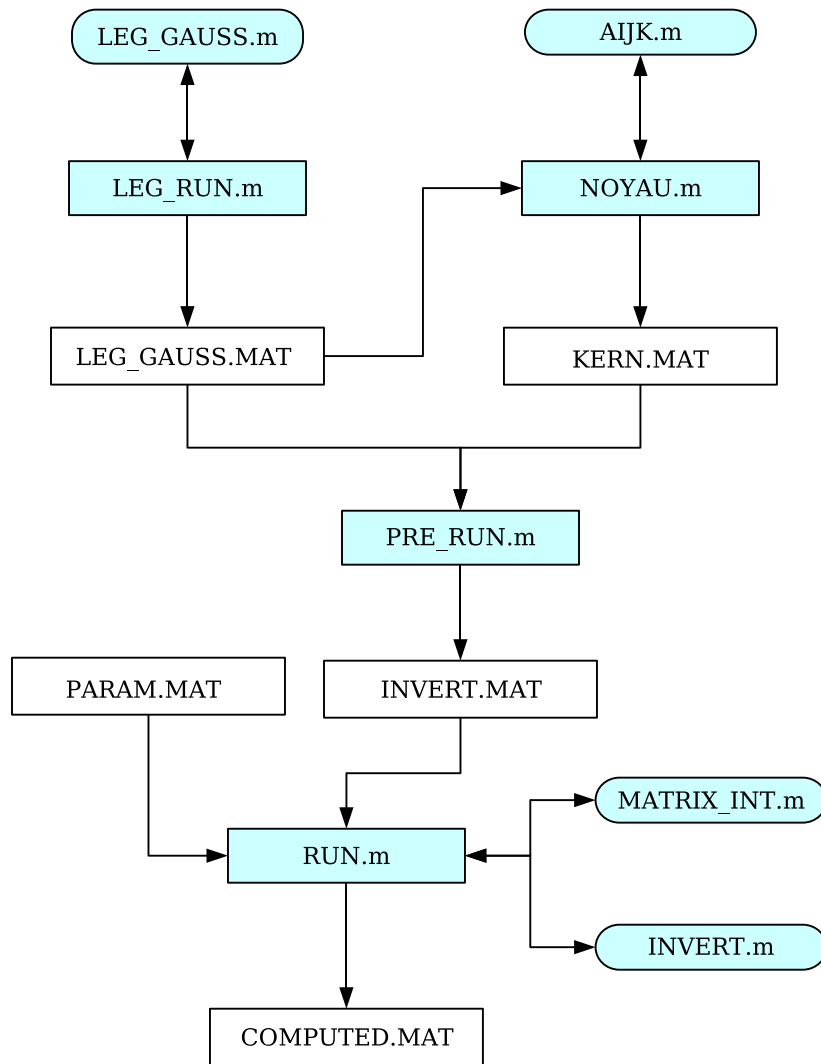 LEG_GAUSS.m
AIJK.m
LEG_RUN.m
NOYAU.m
LEG_GAUSS.MAT
KERN.MAT
PRE_RUN.m
PARAM.MAT
INVERT.MAT
MATRIX_INT.m
RUN.m
INVERT.m
COMPUTED.MAT